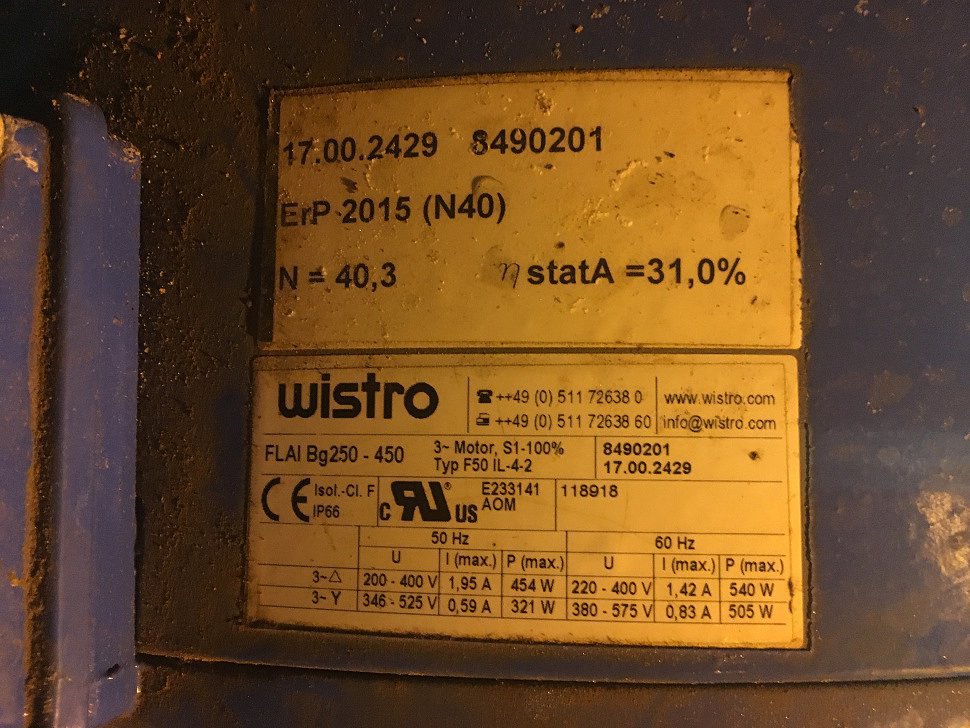 17.00.2429 8490201
ErP 2015 (N40)
N = 40,3 η statA =31,0%
wistro
++49 (0) 511 72638 0 www.wistro.com
++49 (0) 511 72638 60 info@wistro.com
FLAI Bg250 - 450
3~ Motor, S1-100%
Typ F50 IL-4-2
8490201
17.00.2429
CE Isol.-Cl. F
IP66
c RU® US E233141
AOM
118918
50 Hz 60 Hz
U I (max.) P (max.) U I (max.) P (max.)
3~ △ 200 - 400 V 1,95 A 454 W 220 - 400 V 1,42 A 540 W
3~ Y 346 - 525 V 0,59 A 321 W 380 - 575 V 0,83 A 505 W